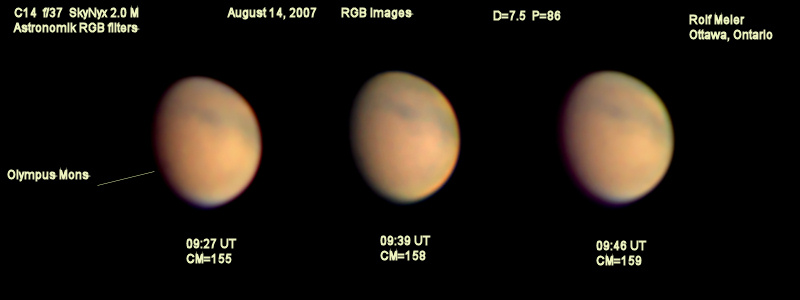 C14 f/37 SkyNyx 2.0 M
Astronomik RGB filters
August 14, 2007 RGB Images
D=7.5 P=86
Rolf Meier
Ottawa, Ontario
Olympus Mons
09:27 UT
CM=155
09:39 UT
CM=158
09:46 UT
CM=159